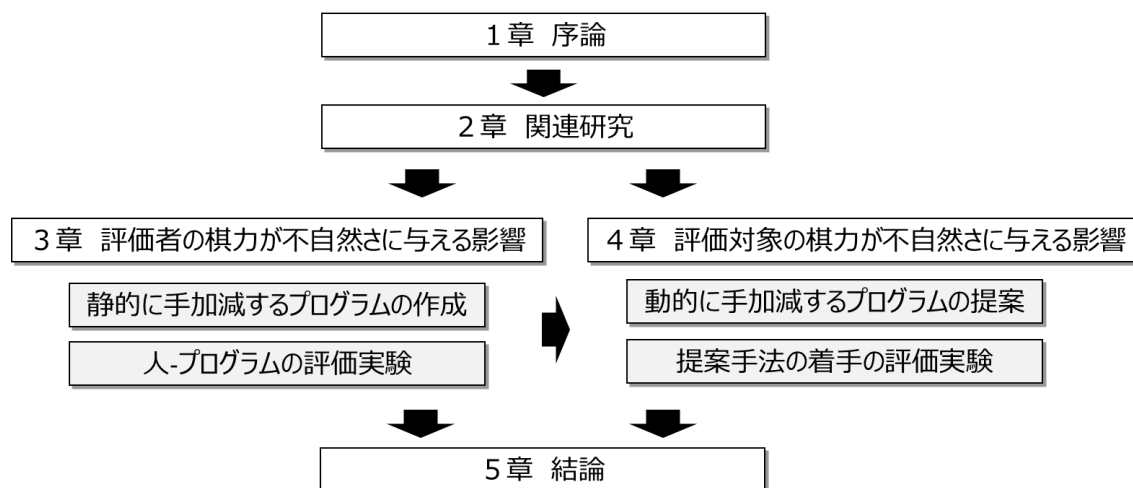 1章 序論
2章 関連研究
3章 評価者の棋力が不自然さに与える影響
静的に手加減するプログラムの作成
人-プログラムの評価実験
4章 評価対象の棋力が不自然さに与える影響
動的に手加減するプログラムの提案
提案手法の着手の評価実験
5章 結論